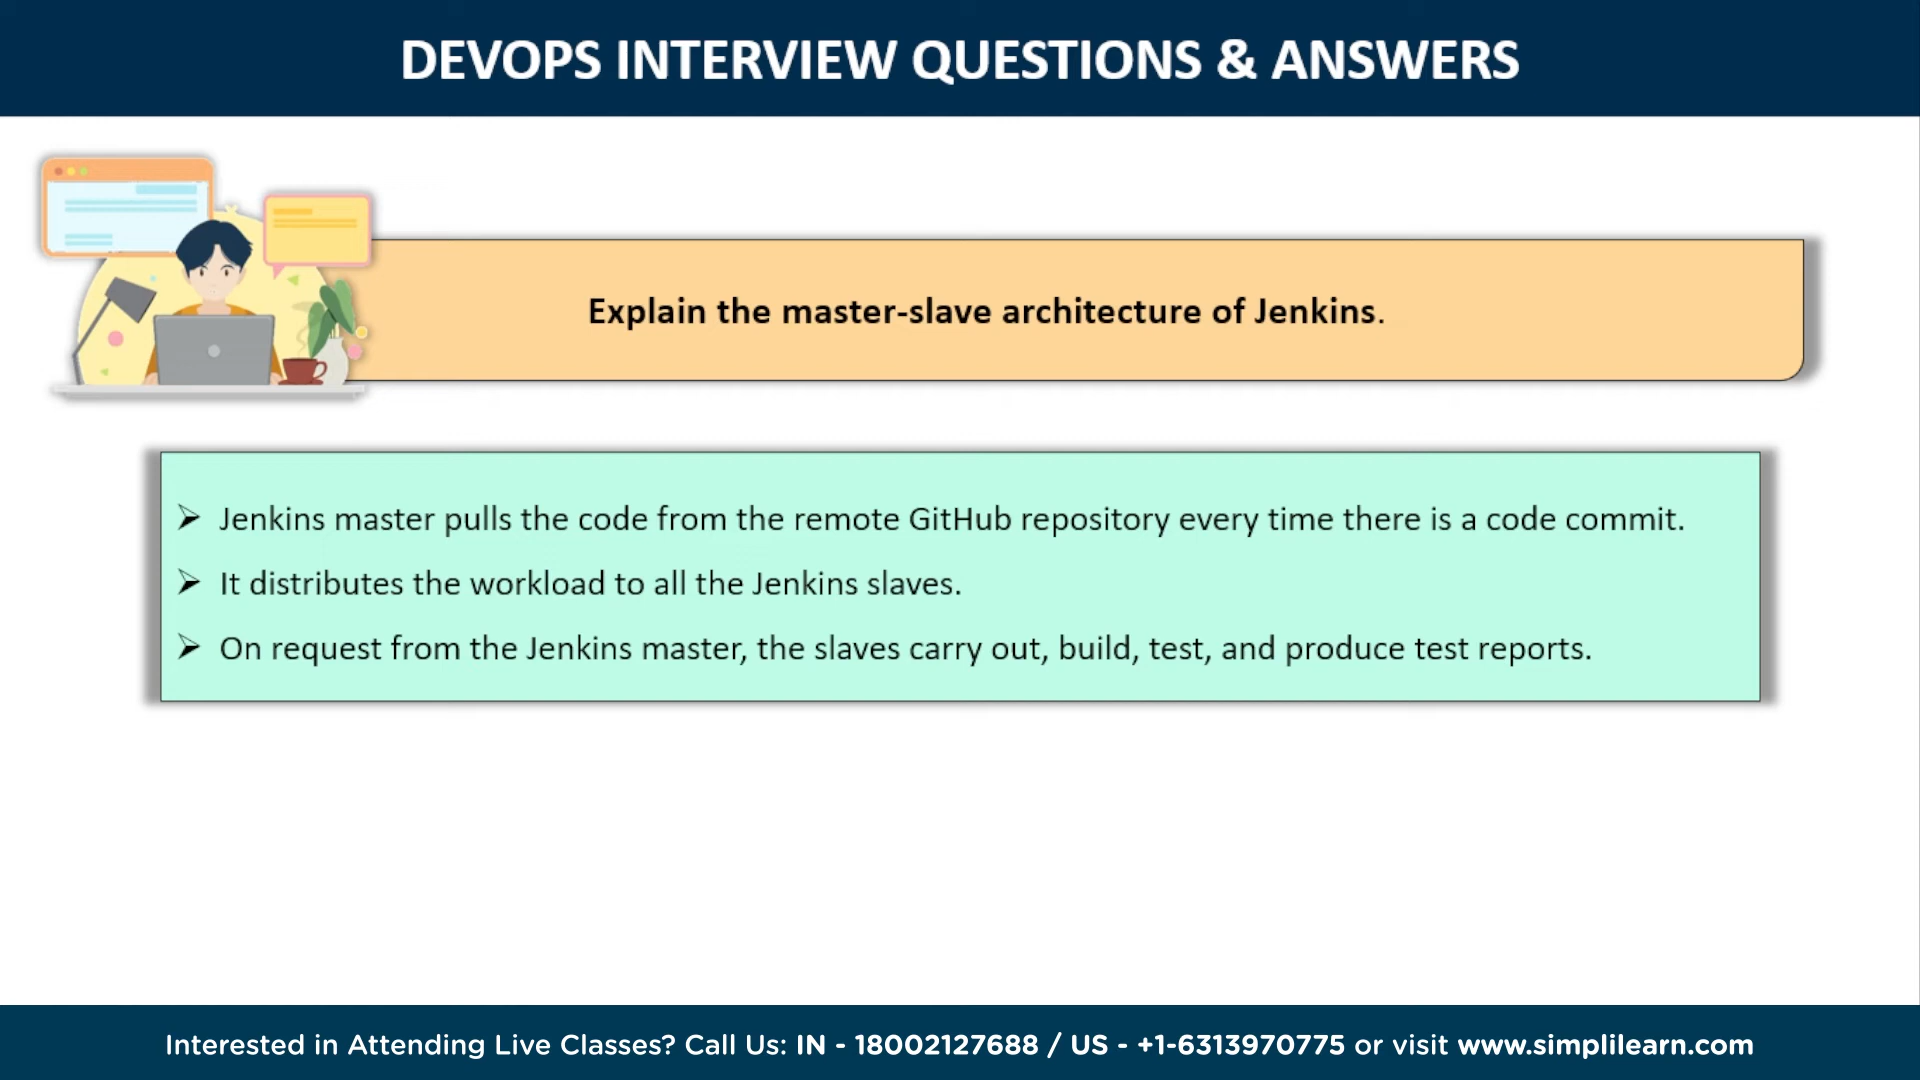 DEVOPS INTERVIEW QUESTIONS & ANSWERS
Explain the master-slave architecture of Jenkins.
➢ Jenkins master pulls the code from the remote GitHub repository every time there is a code commit.
➢ It distributes the workload to all the Jenkins slaves.
➢ On request from the Jenkins master, the slaves carry out, build, test, and produce test reports.
Interested in Attending Live Classes? Call Us: IN - 18002127688 / US - +1-6313970775 or visit www.simplilearn.com